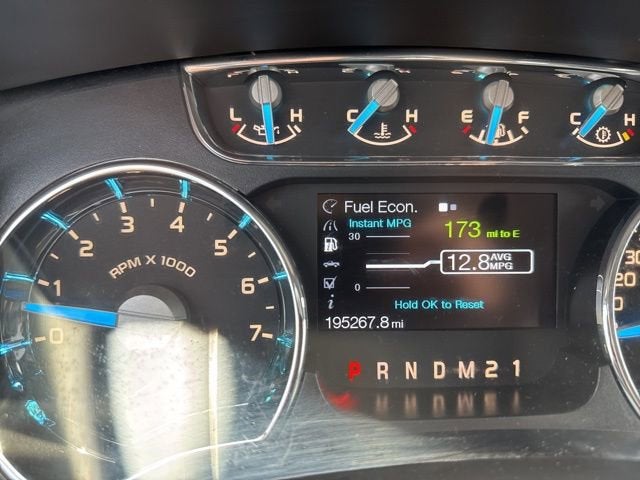 L H C H E F C H
Fuel Econ.
Instant MPG
30
0
173 mi to E
12.8 AVG MPG
Hold OK to Reset
195267.8 mi
P R N D M 2 1
0 1 2 3 4 5 6 7
RPM X 1000